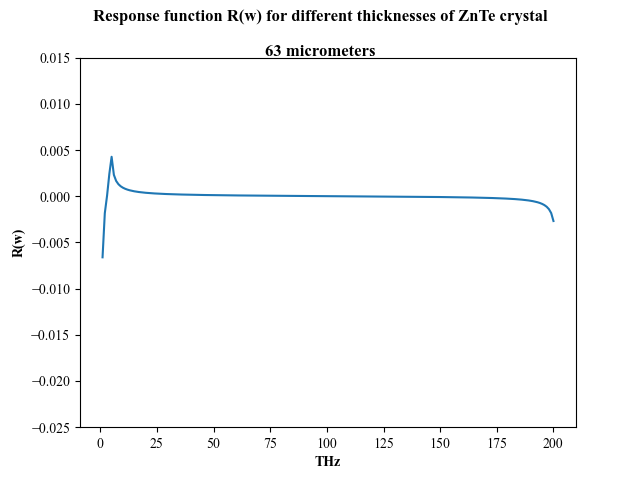 Response function R(w) for different thicknesses of ZnTe crystal
63 micrometers
0.015
0.010
0.005
0.000
−0.005
−0.010
−0.015
−0.020
−0.025
R(w)
0 25 50 75 100 125 150 175 200
THz